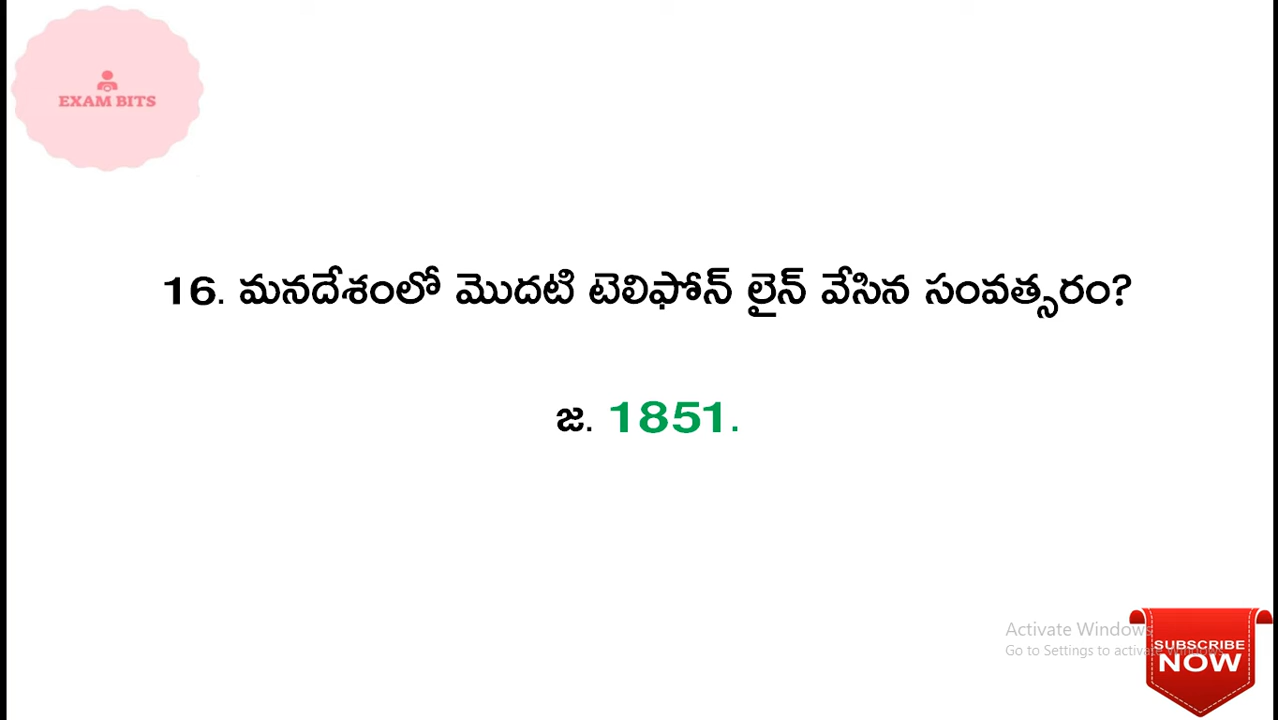 EXAM BITS
16. మనదేశంలో మొదటి టెలిఫోన్ లైన్ వేసిన సంవత్సరం?
జ. 1851.
Activate Windows
Go to Settings to activate Windows.
SUBSCRIBE
NOW